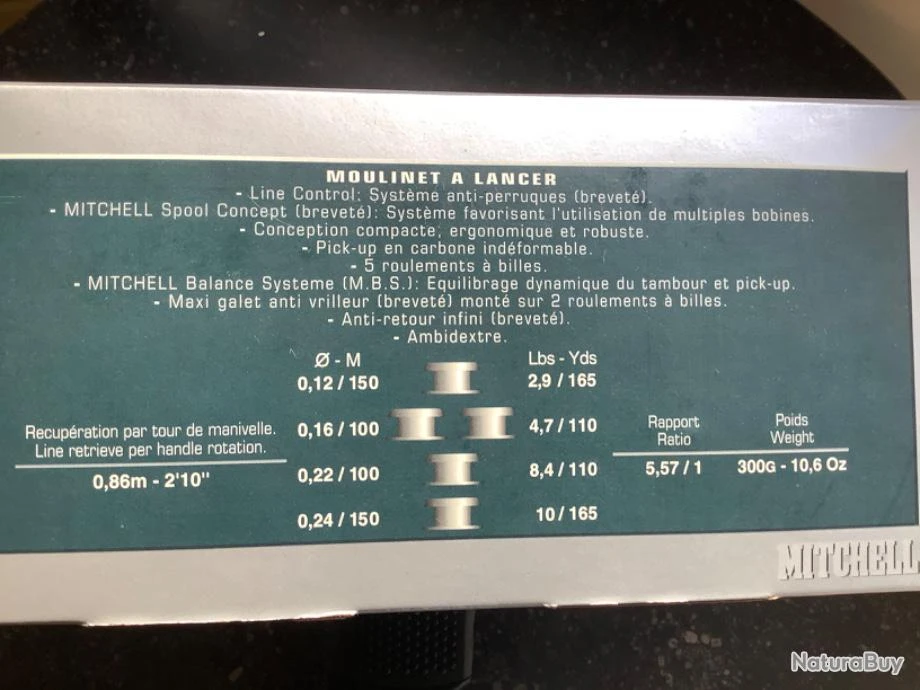 MOULINET A LANCER
- Line Control: Système anti-perruques (breveté).
- MITCHELL Spool Concept (breveté): Système favorisant l'utilisation de multiples bobines.
- Conception compacte, ergonomique et robuste.
- Pick-up en carbone indéformable.
- 5 roulements à billes.
- MITCHELL Balance Systeme (M.B.S.): Equilibrage dynamique du tambour et pick-up.
- Maxi galet anti vrilleur (breveté) monté sur 2 roulements à billes.
- Anti-retour infini (breveté).
- Ambidextre.
Ø - M Lbs - Yds
0,12 / 150 2,9 / 165
Recupération par tour de manivelle. 0,16 / 100 4,7 / 110 Rapport Poids
Line retrieve per handle rotation. Ratio Weight
0,86m - 2'10" 0,22 / 100 8,4 / 110 5,57 / 1 300G - 10,6 Oz
0,24 / 150 10 / 165
MITCHELL
NaturaBuy